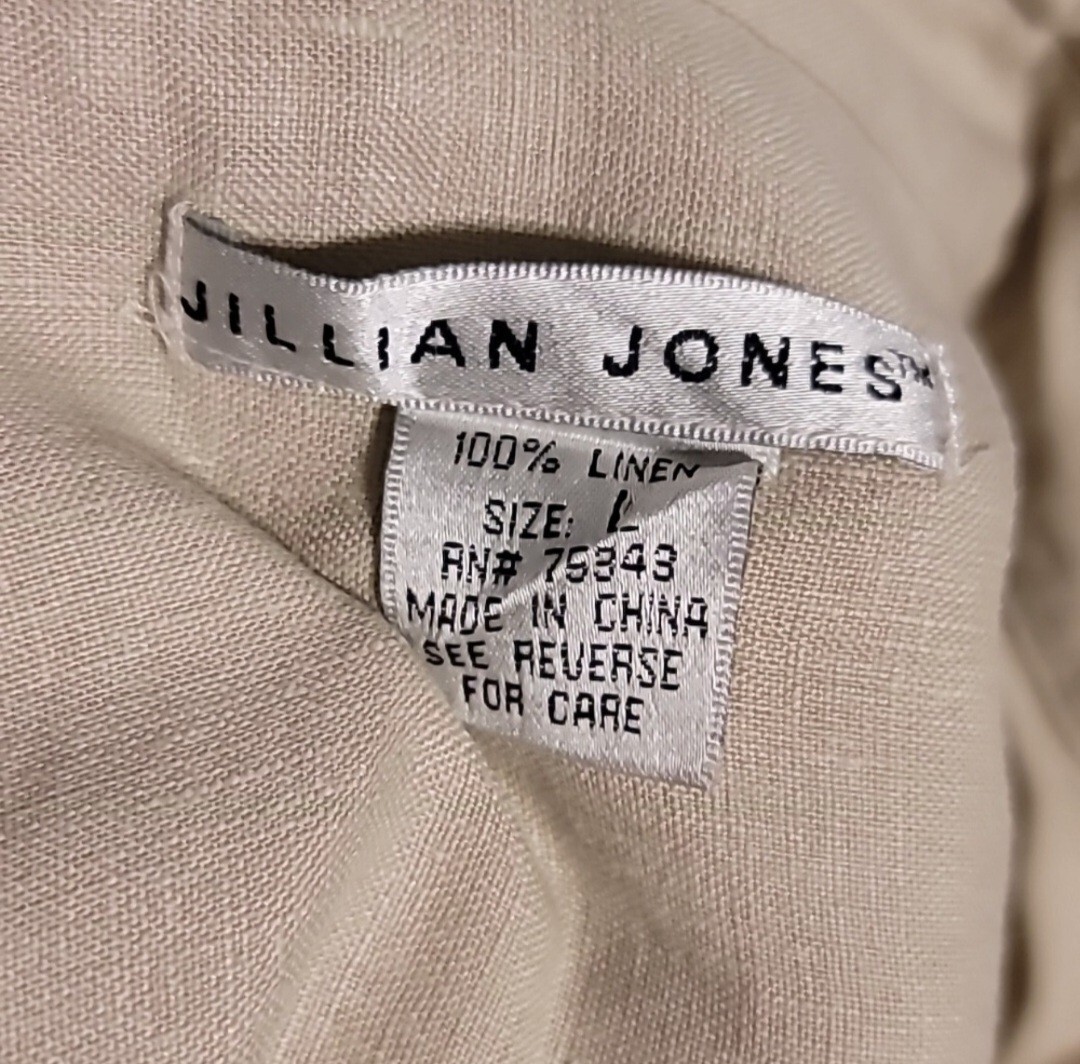 JILLIAN JONES™
100% LINEN
SIZE: L
RN# 75343
MADE IN CHINA
SEE REVERSE
FOR CARE